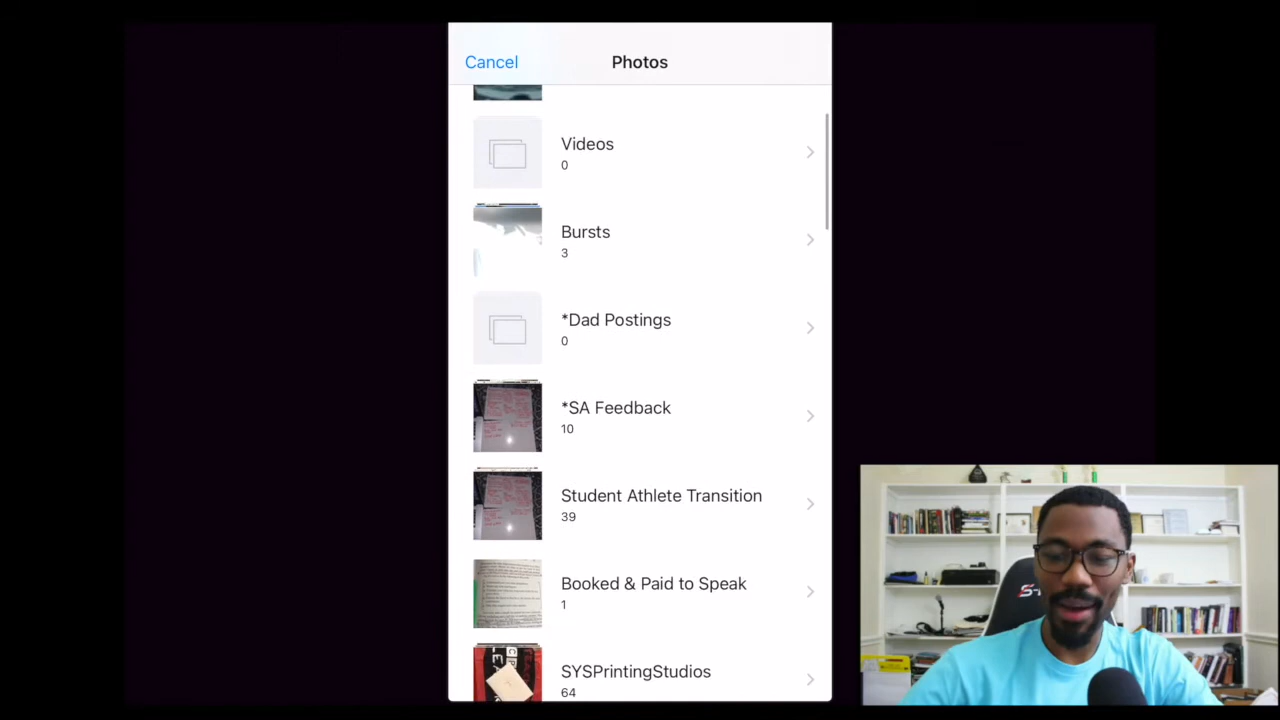 Cancel
Photos
Videos
0
Bursts
3
*Dad Postings
0
*SA Feedback
10
Student Athlete Transition
39
Booked & Paid to Speak
1
SYSPrintingStudios
64